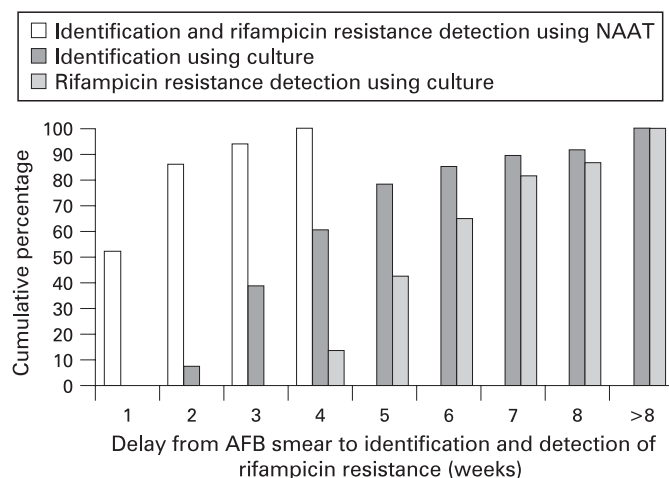 Identification and rifampicin resistance detection using NAAT
Identification using culture
Rifampicin resistance detection using culture
100
90
80
70
60
50
40
30
20
10
0
Cumulative percentage
1 2 3 4 5 6 7 8 >8
Delay from AFB smear to identification and detection of
rifampicin resistance (weeks)